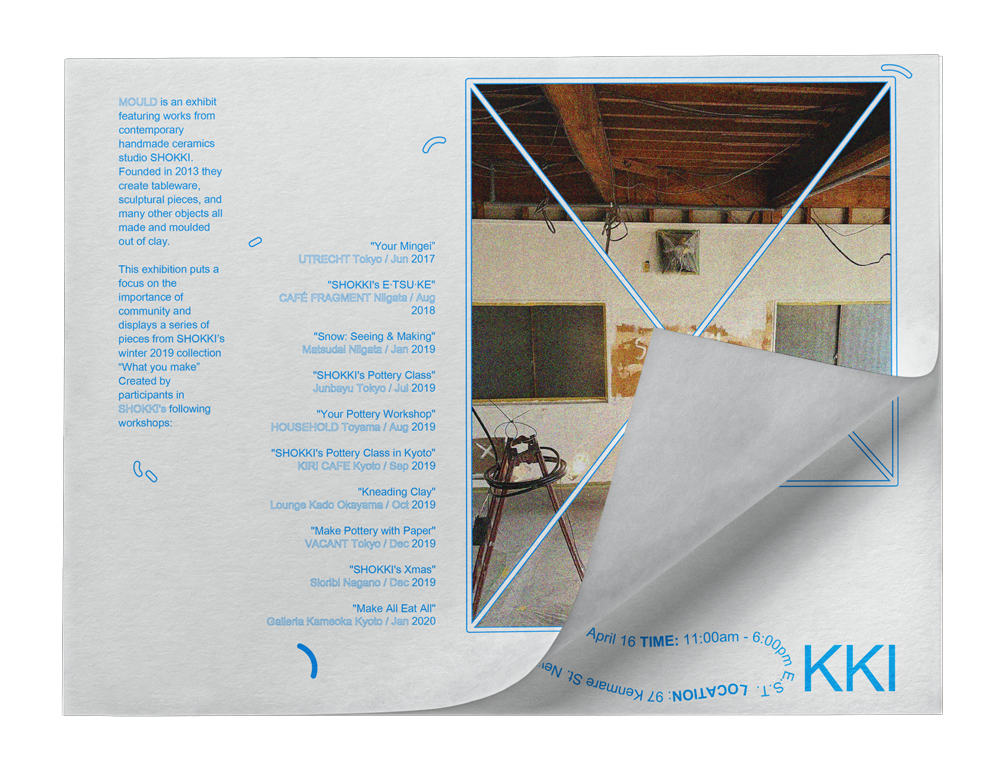 MOULD is an exhibit
featuring works from
contemporary
handmade ceramics
studio SHOKKI.
Founded in 2013 they
create tableware,
sculptural pieces, and
many other objects all
made and moulded
out of clay.
This exhibition puts a
focus on the
importance of
community and
displays a series of
pieces from SHOKKI's
winter 2019 collection
“What you make”
Created by
participants in
SHOKKI's following
workshops:
"Your Mingei"
UTRECHT Tokyo / Jun 2017
"SHOKKI's E·TSU·KE"
CAFÉ FRAGMENT Niigata / Aug
2018
"Snow: Seeing & Making"
Matsudai Niigata / Jan 2019
"SHOKKI's Pottery Class"
Junbayu Tokyo / Jul 2019
"Your Pottery Workshop"
HOUSEHOLD Toyama / Aug 2019
"SHOKKI's Pottery Class in Kyoto"
KIRI CAFE Kyoto / Sep 2019
"Kneading Clay"
Lounge Kado Okayama / Oct 2019
"Make Pottery with Paper"
VACANT Tokyo / Dec 2019
"SHOKKI's Xmas"
Sioribi Nagano / Dec 2019
"Make All Eat All"
Galleria Kameoka Kyoto / Jan 2020
April 16 TIME: 11:00am - 6:00pm E.S.T. LOCATION: 97 Kenmare St. Ne
KKI